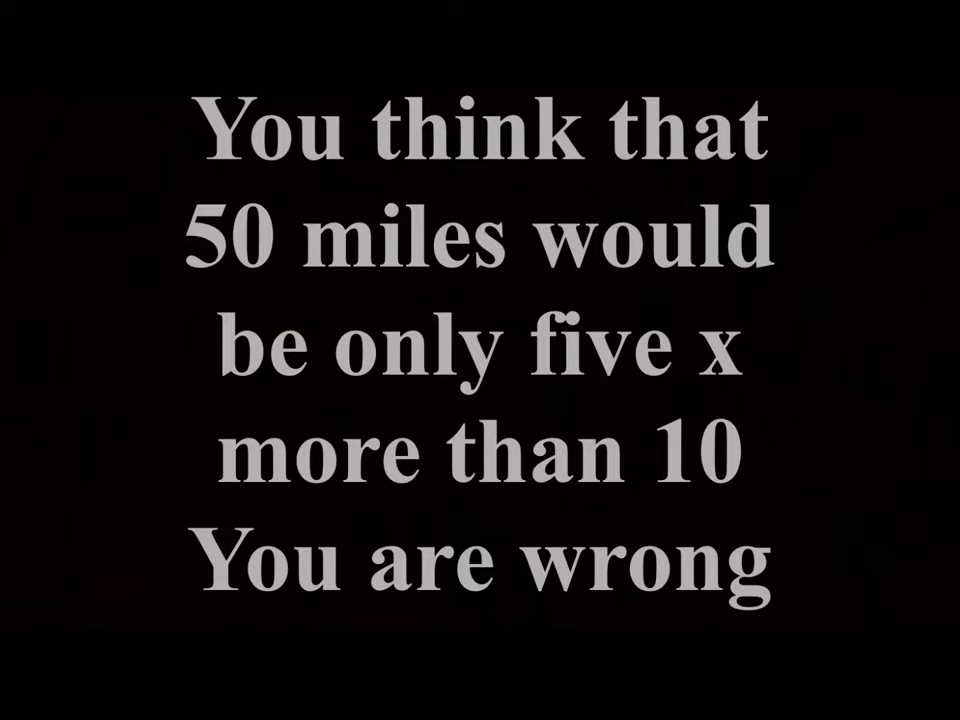 You think that
50 miles would
be only five x
more than 10
You are wrong